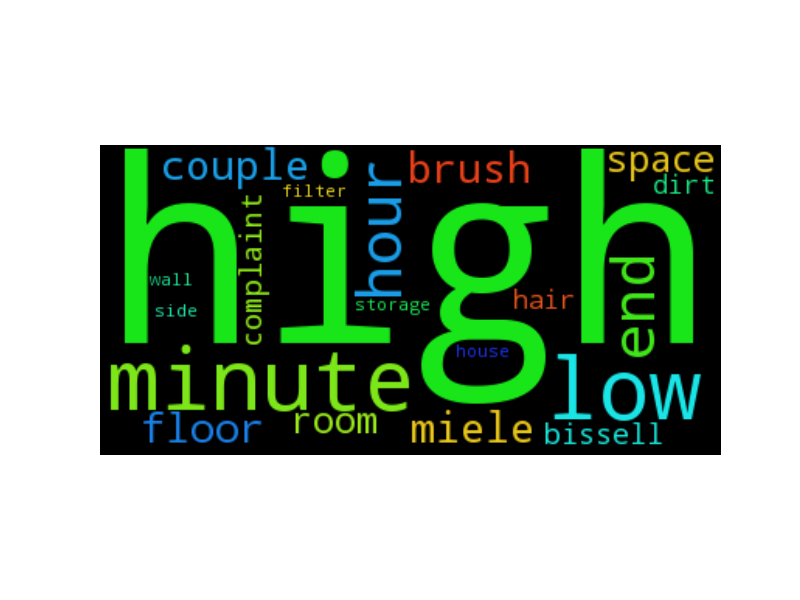 couple
brush
space
dirt
filter
high
hour
complaint
end
wall
side
storage
hair
house
minute
low
floor
room
miele
bissell